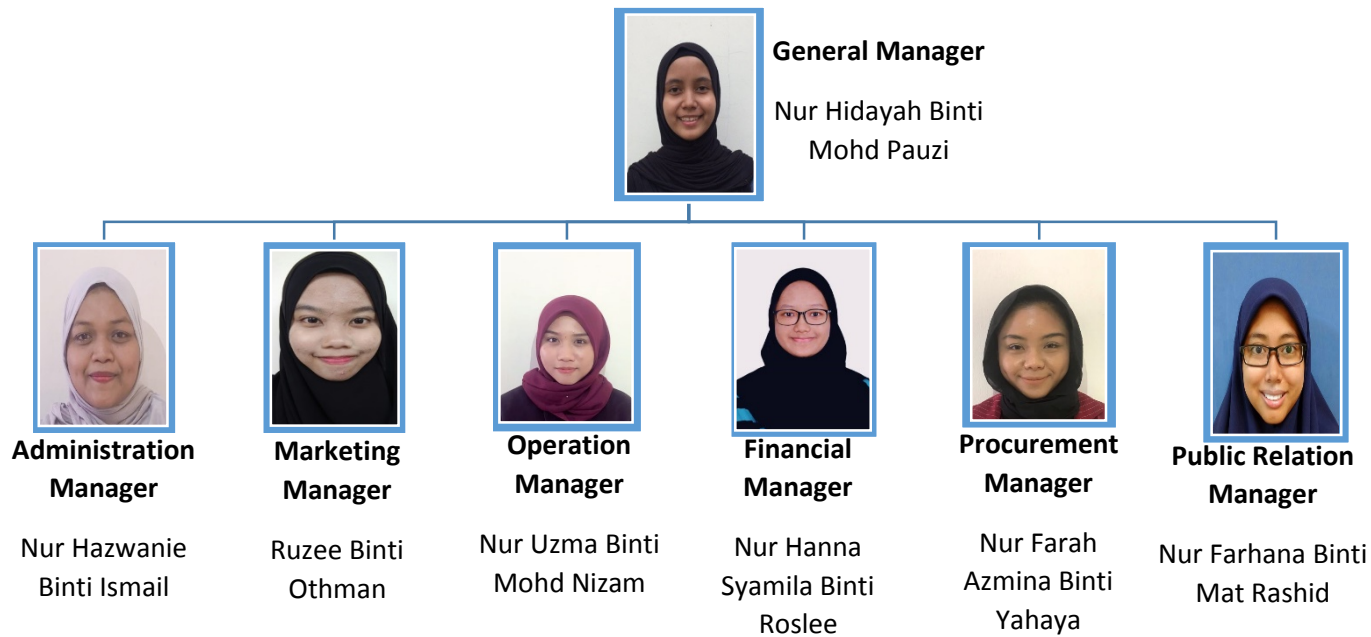 General Manager
Nur Hidayah Binti
Mohd Pauzi
Administration
Manager
Nur Hazwanie
Binti Ismail
Marketing
Manager
Ruzee Binti
Othman
Operation
Manager
Nur Uzma Binti
Mohd Nizam
Financial
Manager
Nur Hanna
Syamila Binti
Roslee
Procurement
Manager
Nur Farah
Azmina Binti
Yahaya
Public Relation
Manager
Nur Farhana Binti
Mat Rashid